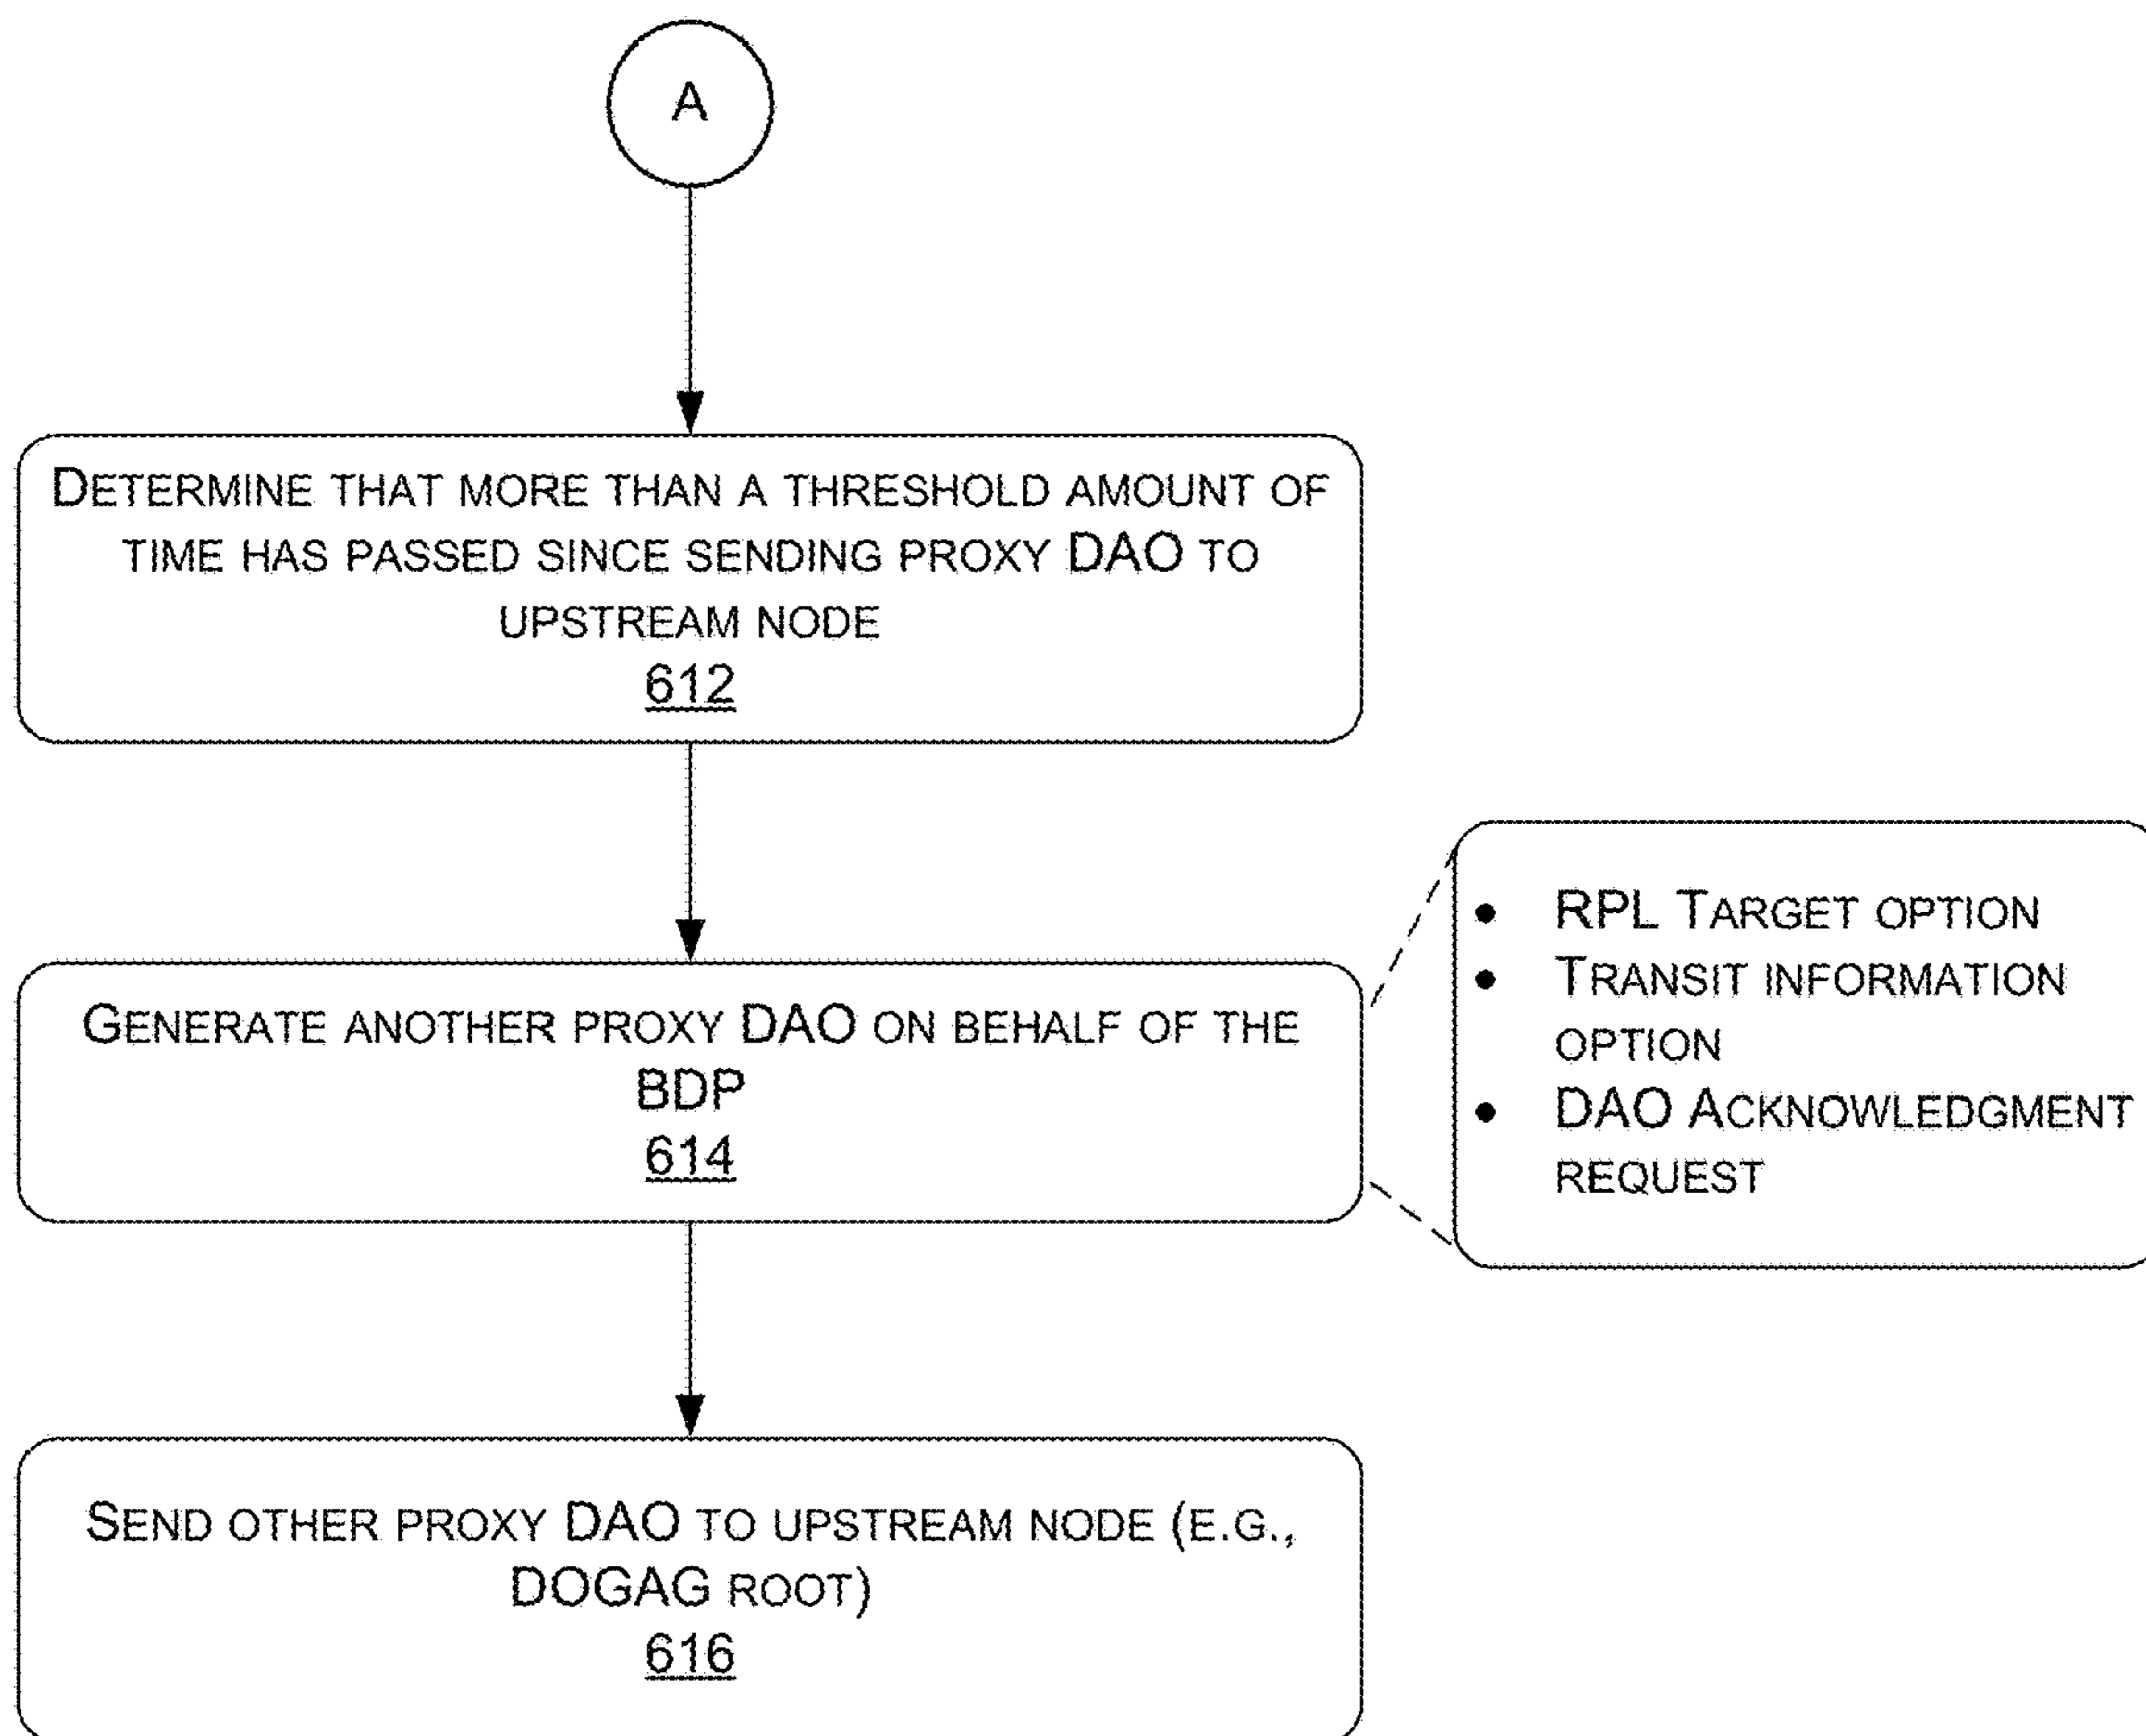 A
DETERMINE THAT MORE THAN A THRESHOLD AMOUNT OF
TIME HAS PASSED SINCE SENDING PROXY DAO TO
UPSTREAM NODE
612
GENERATE ANOTHER PROXY DAO ON BEHALF OF THE
BDP
614
• RPL TARGET OPTION
• TRANSIT INFORMATION
OPTION
• DAO ACKNOWLEDGMENT
REQUEST
SEND OTHER PROXY DAO TO UPSTREAM NODE (E.G.,
DOGAG ROOT)
616